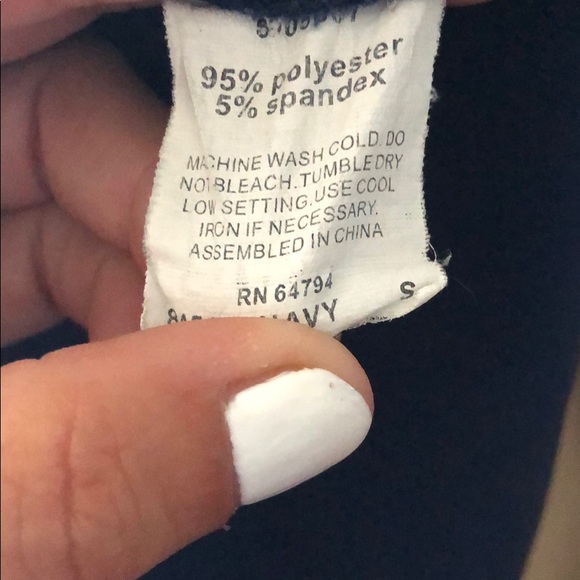 95% polyester
5% spandex
MACHINE WASH COLD. DO
NOT BLEACH. TUMBLE DRY
LOW SETTING. USE COOL
IRON IF NECESSARY.
ASSEMBLED IN CHINA
RN 64794
NAVY S